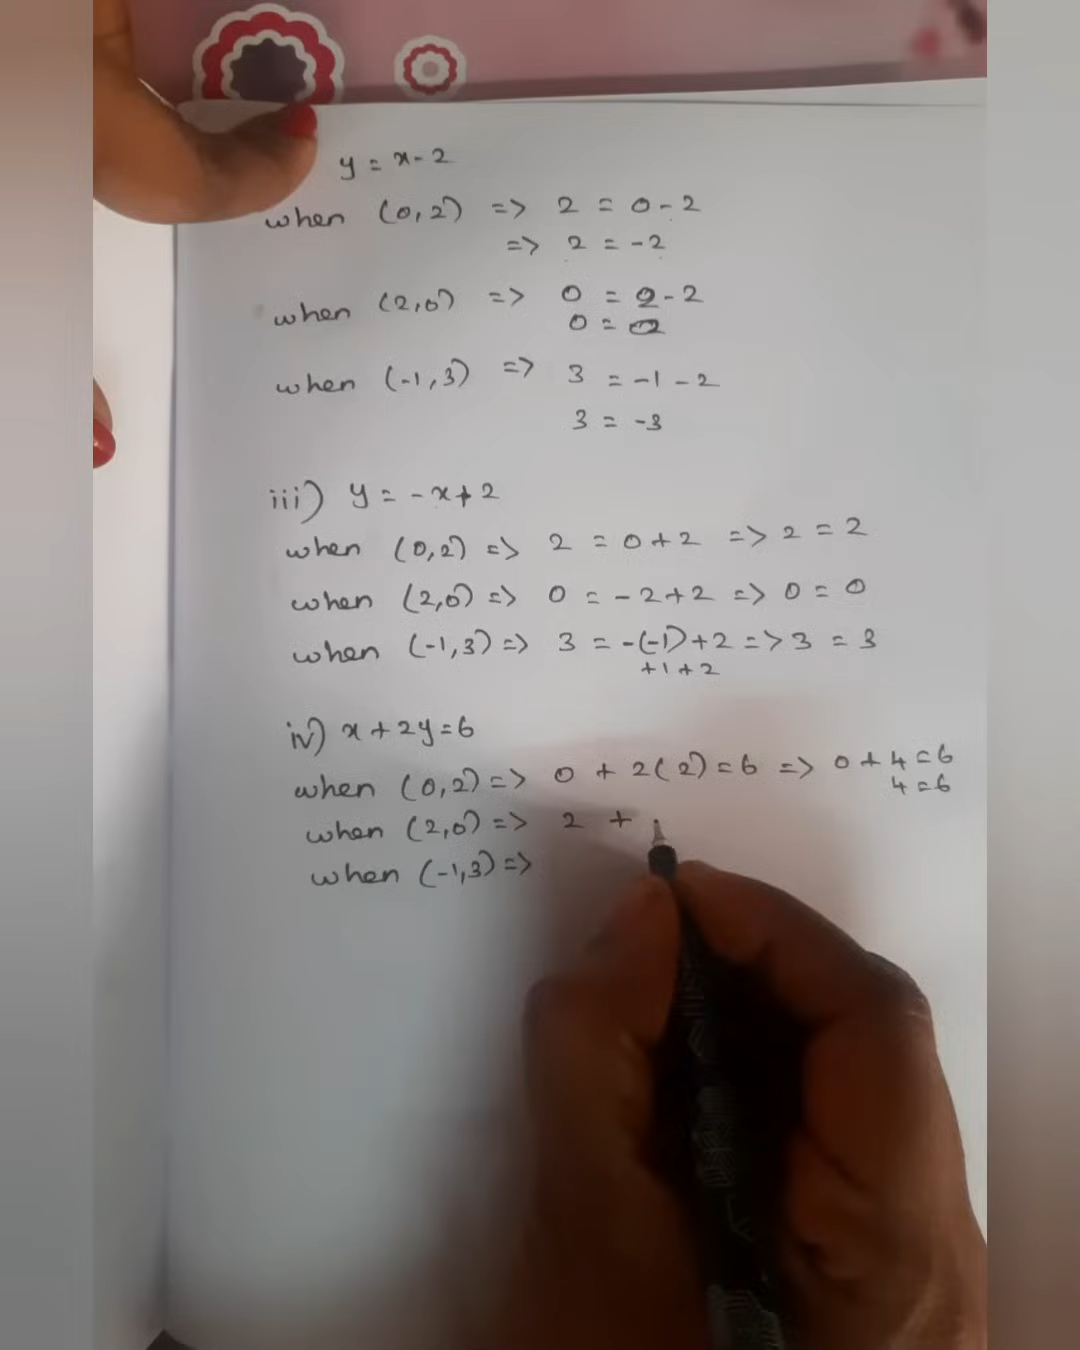 y = x - 2
when (0,2) => 2 = 0 - 2
=> 2 = -2
when (2,0) => 0 = 2 - 2
0 = 0
when (-1,3) => 3 = -1 - 2
3 = -3
iii) y = -x + 2
when (0,2) => 2 = 0 + 2 => 2 = 2
when (2,0) => 0 = -2+2 => 0 = 0
when (-1,3) => 3 = -(-1)+2 => 3 = 3
+1+2
iv) x + 2y = 6
when (0,2) => 0 + 2(2) = 6 => 0 + 4 = 6
4 = 6
when (2,0) => 2 +
when (-1,3) =>